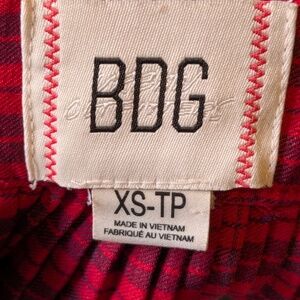 BDG
XS-TP
MADE IN VIETNAM
FABRIQUÉ AU VIETNAM